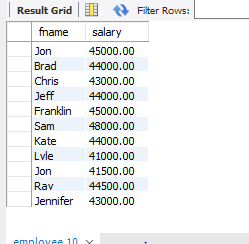 Result Grid Filter Rows:
fname salary
Jon 45000.00
Brad 44000.00
Chris 43000.00
Jeff 44000.00
Franklin 45000.00
Sam 48000.00
Kate 44000.00
Lyle 41000.00
Jon 41500.00
Ray 44500.00
Jennifer 43000.00
employee 10